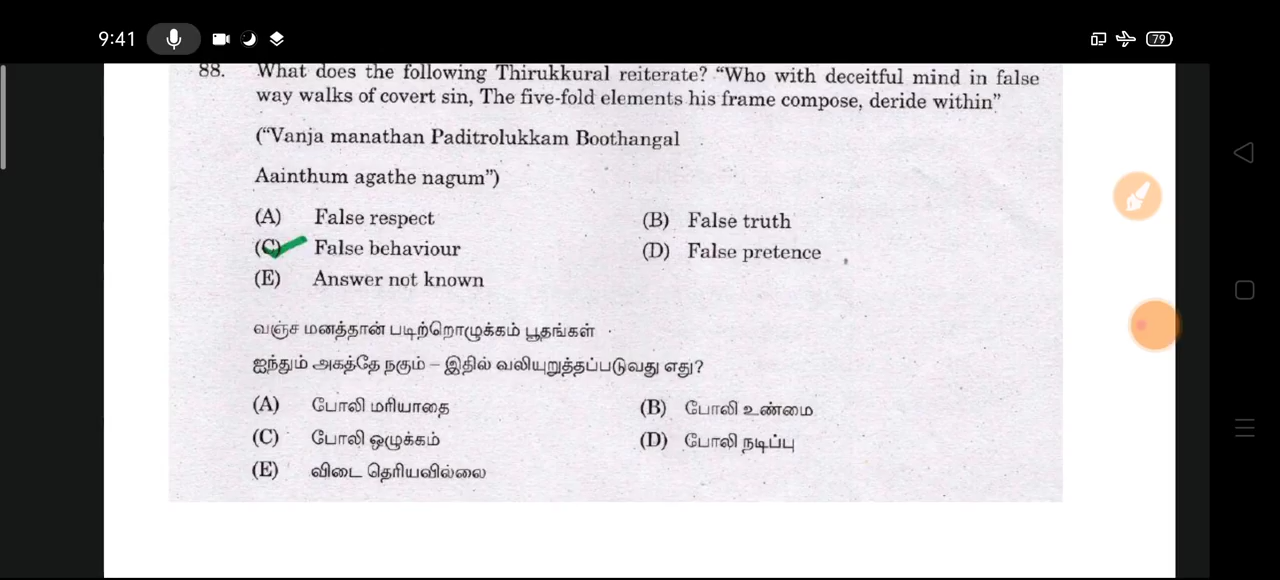 9:41
79
88. What does the following Thirukkural reiterate? "Who with deceitful mind in false
way walks of covert sin, The five-fold elements his frame compose, deride within"
("Vanja manathan Paditrolukkam Boothangal
Aainthum agathe nagum")
(A) False respect (B) False truth
(C) False behaviour (D) False pretence
(E) Answer not known
வஞ்ச மனத்தான் படிற்றொழுக்கம் பூதங்கள்
ஐந்தும் அகத்தே நகும் – இதில் வலியுறுத்தப்படுவது எது?
(A) போலி மரியாதை (B) போலி உண்மை
(C) போலி ஒழுக்கம் (D) போலி நடிப்பு
(E) விடை தெரியவில்லை